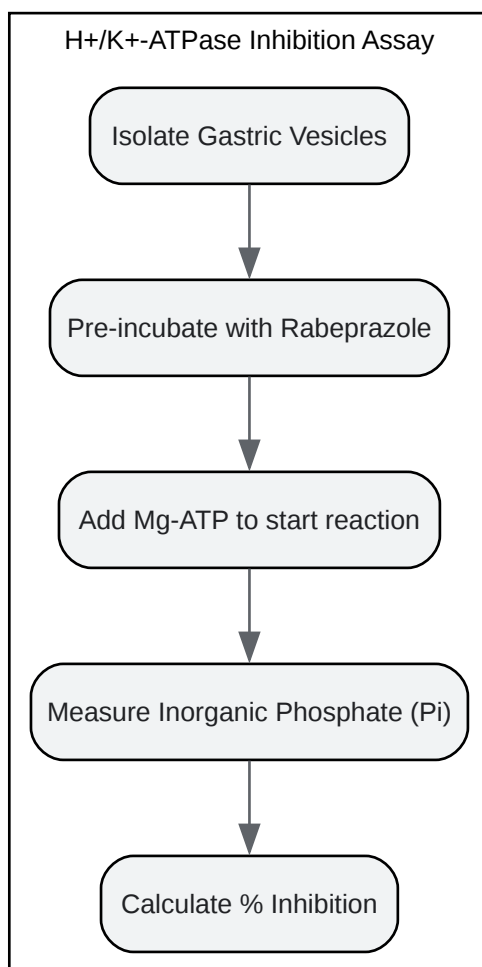 H+/K+-ATPase Inhibition Assay
Isolate Gastric Vesicles
Pre-incubate with Rabeprazole
Add Mg-ATP to start reaction
Measure Inorganic Phosphate (Pi)
Calculate % Inhibition